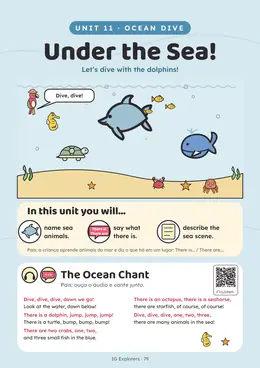 UNIT 11 · OCEAN DIVE
Under the Sea!
Let's dive with the dolphins!
Dive, dive!
In this unit you will...
name sea animals.
There is There are
say what there is.
describe the sea scene.
Pais: a criança aprende animais do mar e diz o que há em um lugar: There is... / There are...
The Ocean Chant
Pais: ouça o áudio e cante junto.
Dive, dive, dive, down we go!
Look at the water, down below!
There is a dolphin, jump, jump, jump!
There is a turtle, bump, bump, bump!
There are two crabs, one, two,
and three small fish in the blue.
There is an octopus, there is a seahorse,
there are starfish, of course, of course!
Dive, dive, dive, one, two, three,
there are many animals in the sea!